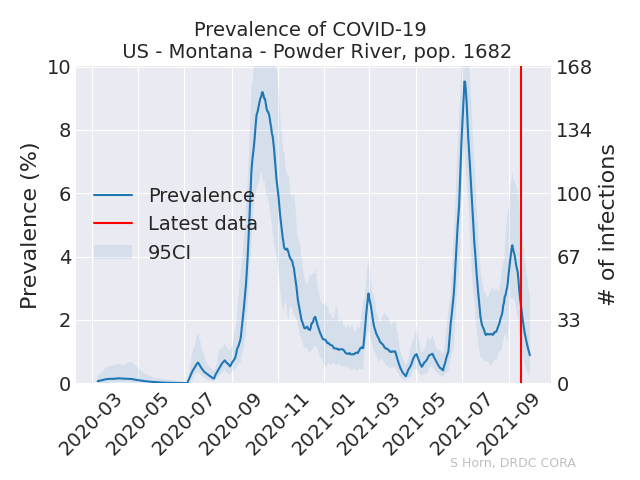 Prevalence of COVID-19
US - Montana - Powder River, pop. 1682
Prevalence (%)
10
8
6
4
2
0
Prevalence
Latest data
95CI
168
134
100
67
33
0
# of infections
2020-03
2020-05
2020-07
2020-09
2020-11
2021-01
2021-03
2021-05
2021-07
2021-09
S Horn, DRDC CORA